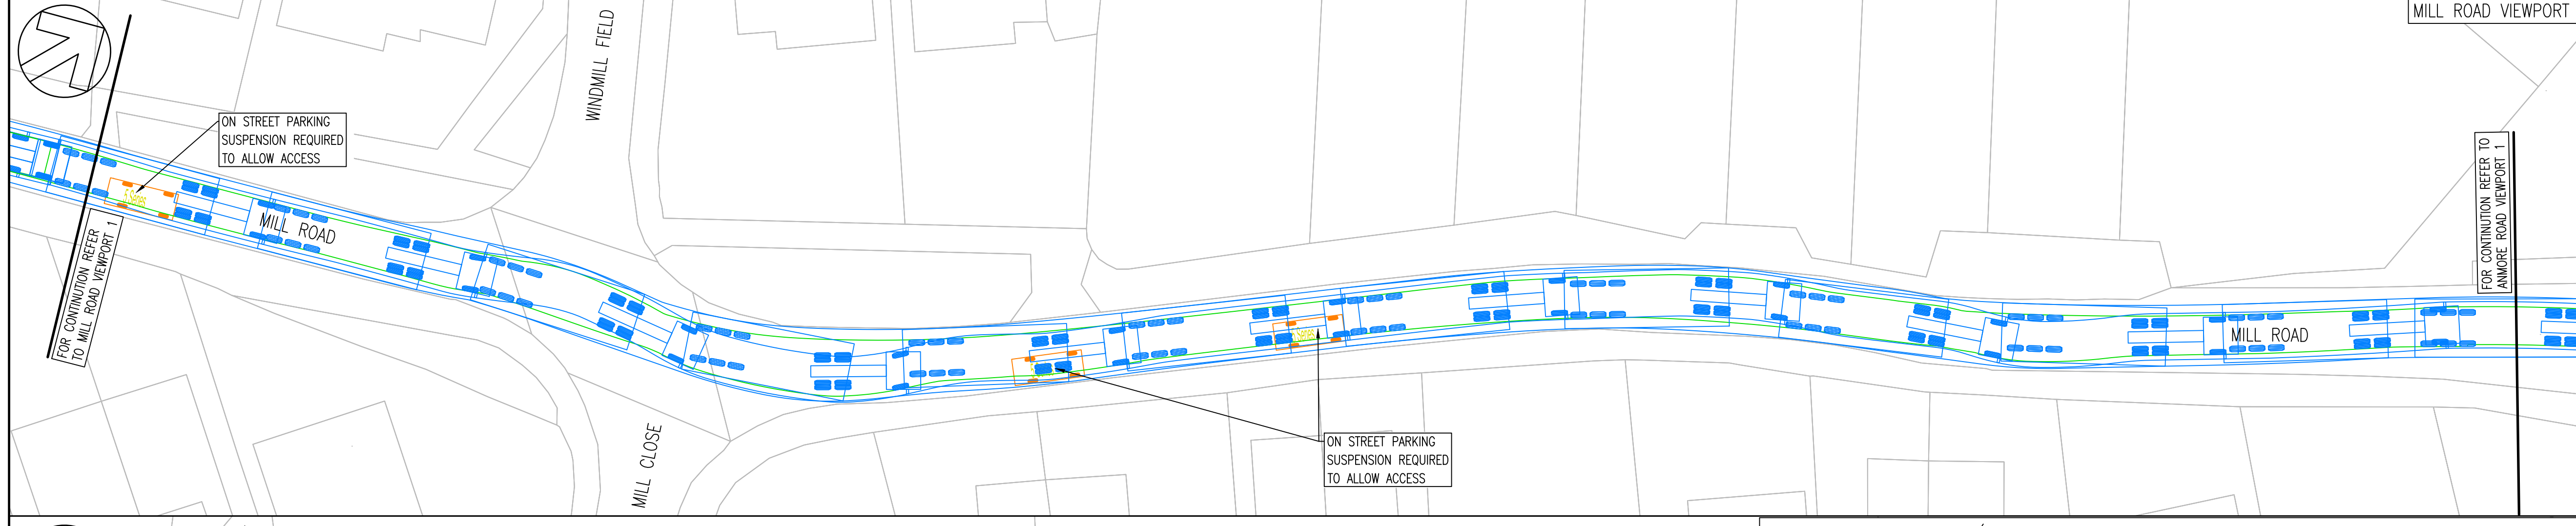 MILL ROAD VIEWPORT
WINDMILL FIELD
ON STREET PARKING
SUSPENSION REQUIRED
TO ALLOW ACCESS
FOR CONTINUTION REFER TO
ANMORE ROAD VIEWPORT 1
MILL ROAD
FOR CONTINUTION REFER
TO MILL ROAD VIEWPORT 1
MILL ROAD
MILL CLOSE
ON STREET PARKING
SUSPENSION REQUIRED
TO ALLOW ACCESS